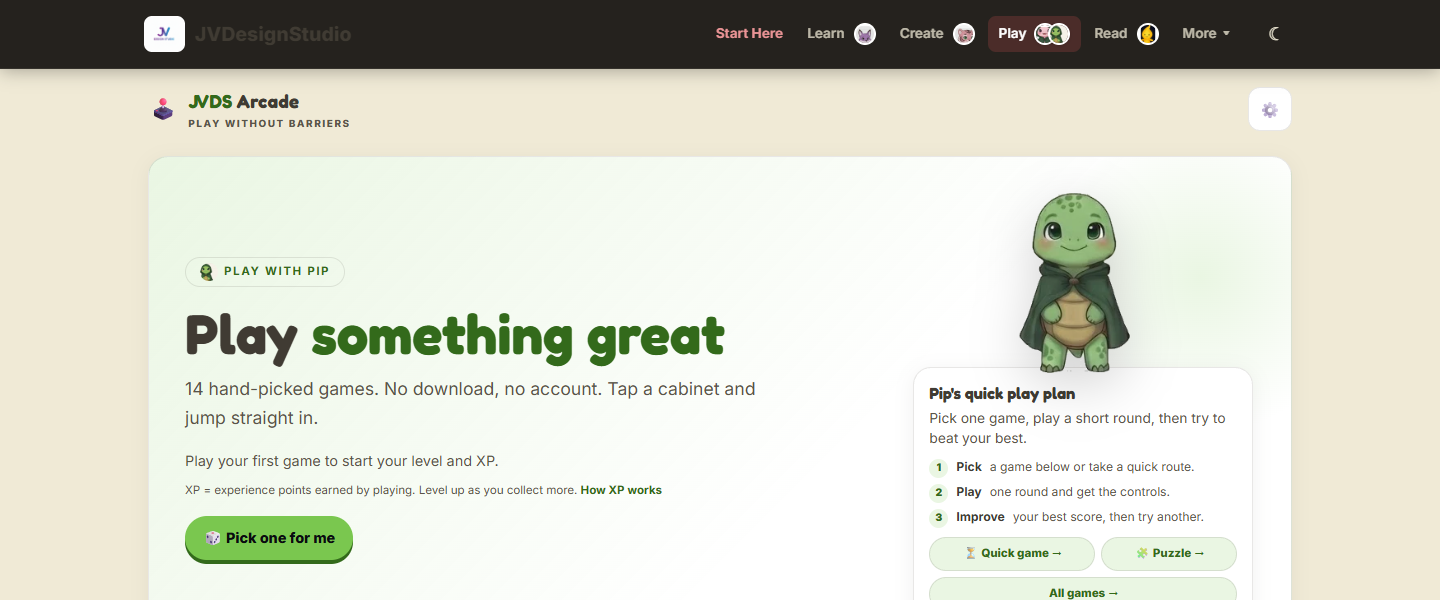 JV JVDesignStudio
Start Here Learn Create Play Read More
JVDS Arcade
PLAY WITHOUT BARRIERS
PLAY WITH PIP
Play something great
14 hand-picked games. No download, no account. Tap a cabinet and
jump straight in.
Play your first game to start your level and XP.
XP = experience points earned by playing. Level up as you collect more. How XP works
Pick one for me
Pip's quick play plan
Pick one game, play a short round, then try to
beat your best.
1 Pick a game below or take a quick route.
2 Play one round and get the controls.
3 Improve your best score, then try another.
Quick game → Puzzle →
All games →